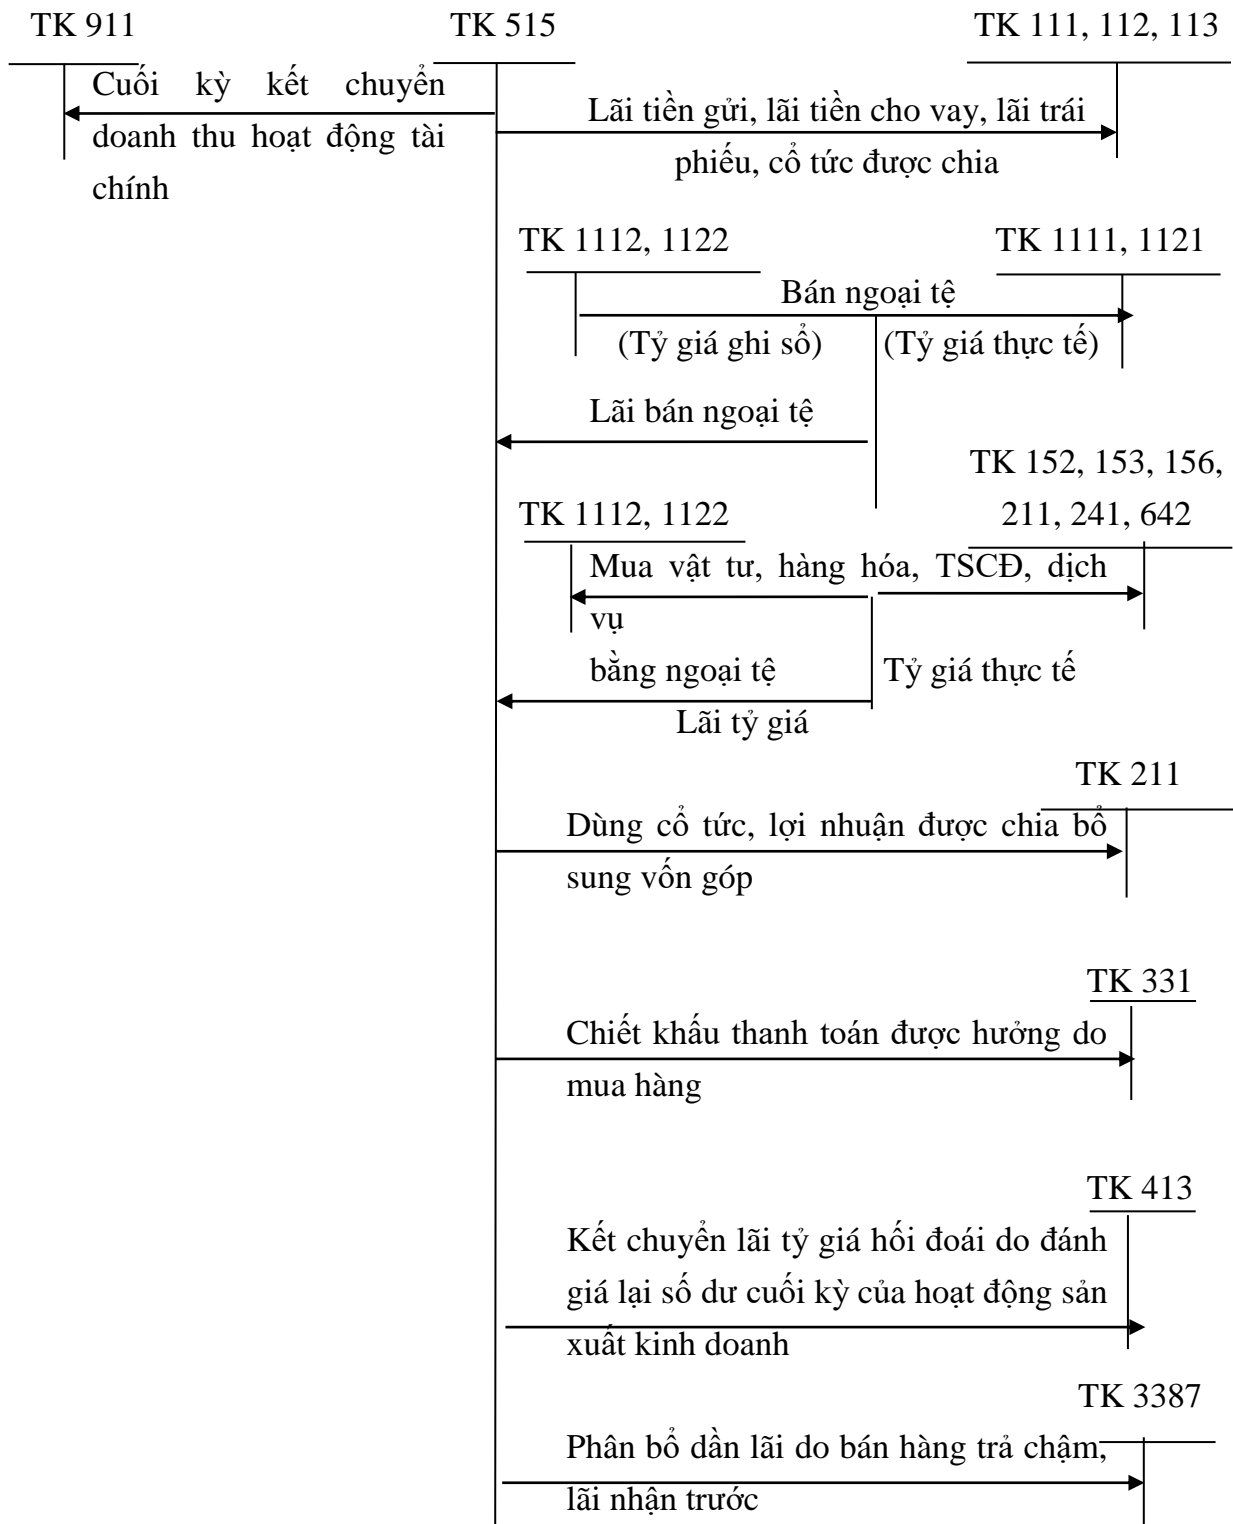 TK 911
TK 515
TK 111, 112, 113
Cuối kỳ kết chuyển
doanh thu hoạt động tài
chính
Lãi tiền gửi, lãi tiền cho vay, lãi trái
phiếu, cổ tức được chia
TK 1112, 1122
TK 1111, 1121
Bán ngoại tệ
(Tỷ giá ghi sổ)
(Tỷ giá thực tế)
Lãi bán ngoại tệ
TK 152, 153, 156,
211, 241, 642
TK 1112, 1122
Mua vật tư, hàng hóa, TSCĐ, dịch
vụ
bằng ngoại tệ
Tỷ giá thực tế
Lãi tỷ giá
TK 211
Dùng cổ tức, lợi nhuận được chia bổ
sung vốn góp
TK 331
Chiết khấu thanh toán được hưởng do
mua hàng
TK 413
Kết chuyển lãi tỷ giá hối đoái do đánh
giá lại số dư cuối kỳ của hoạt động sản
xuất kinh doanh
TK 3387
Phân bổ dần lãi do bán hàng trả chậm,
lãi nhận trước